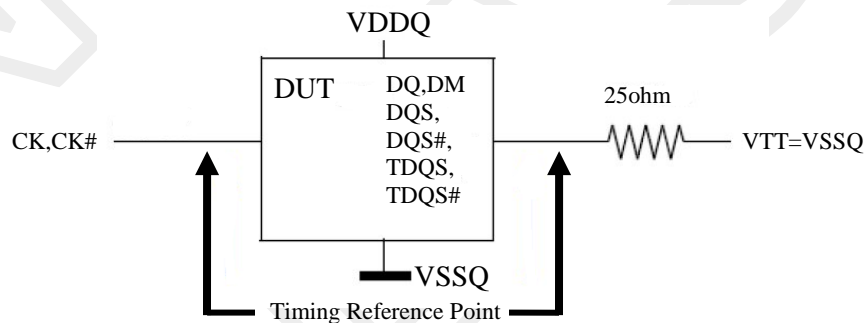 VDDQ
DUT
DQ,DM
DQS,
DQS#,
TDQS,
TDQS#
25ohm
CK,CK#
VTT=VSSQ
VSSQ
Timing Reference Point